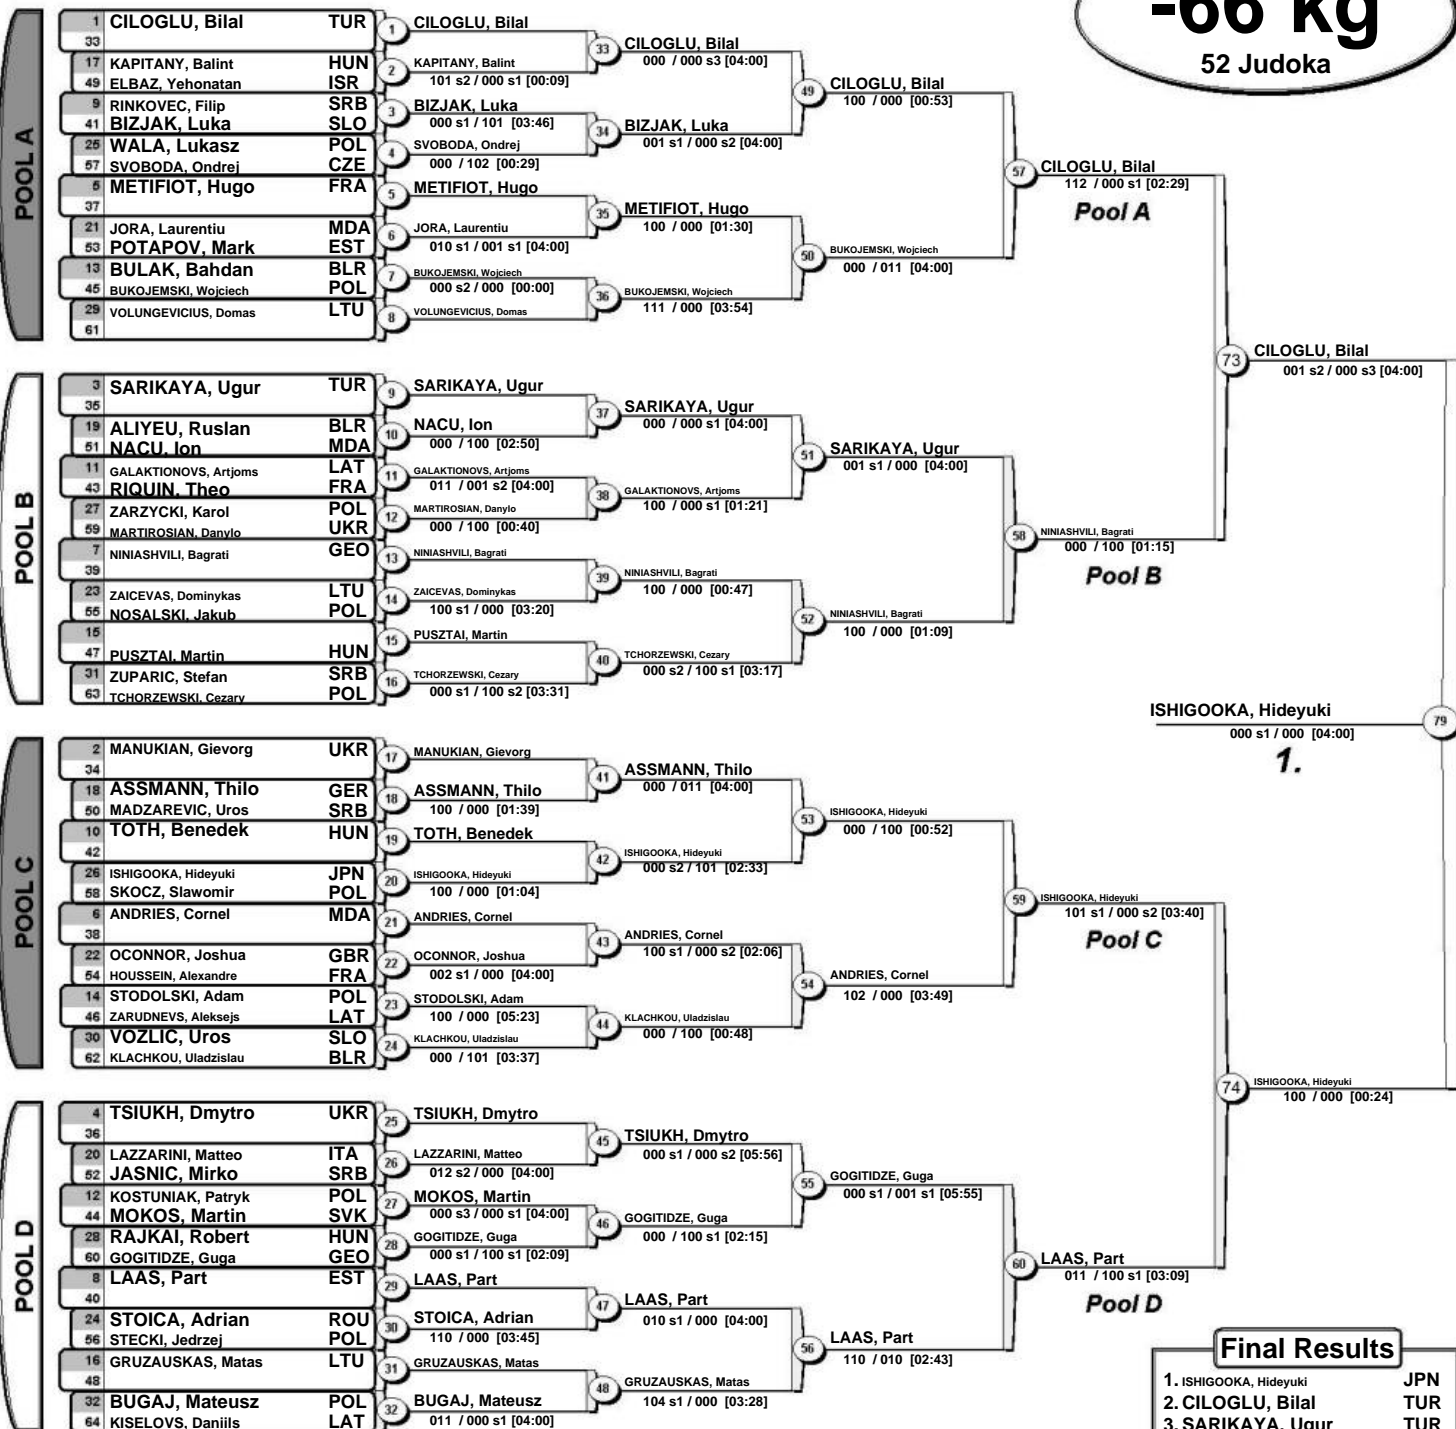 -66 kg
52 Judoka
POOL A
1 CILOGLU, Bilal TUR
33
17 KAPITANY, Balint HUN
49 ELBAZ, Yehonatan ISR
9 RINKOVEC, Filip SRB
41 BIZJAK, Luka SLO
25 WALA, Lukasz POL
57 SVOBODA, Ondrej CZE
5 METIFIOT, Hugo FRA
37
21 JORA, Laurentiu MDA
53 POTAPOV, Mark EST
13 BULAK, Bahdan BLR
45 BUKOJEMSKI, Wojciech POL
29 VOLUNGEVICIUS, Domas LTU
61
1 CILOGLU, Bilal
2 KAPITANY, Balint
101 s2 / 000 s1 [00:09]
3 BIZJAK, Luka
000 s1 / 101 [03:46]
4 SVOBODA, Ondrej
000 / 102 [00:29]
5 METIFIOT, Hugo
6 JORA, Laurentiu
010 s1 / 001 s1 [04:00]
7 BUKOJEMSKI, Wojciech
000 s2 / 000 [00:00]
8 VOLUNGEVICIUS, Domas
33 CILOGLU, Bilal
000 / 000 s3 [04:00]
34 BIZJAK, Luka
001 s1 / 000 s2 [04:00]
35 METIFIOT, Hugo
100 / 000 [01:30]
36 BUKOJEMSKI, Wojciech
111 / 000 [03:54]
49 CILOGLU, Bilal
100 / 000 [00:53]
50 BUKOJEMSKI, Wojciech
000 / 011 [04:00]
57 CILOGLU, Bilal
112 / 000 s1 [02:29]
Pool A
POOL B
3 SARIKAYA, Ugur TUR
35
19 ALIYEU, Ruslan BLR
51 NACU, Ion MDA
11 GALAKTIONOVS, Artjoms LAT
43 RIQUIN, Theo FRA
27 ZARZYCKI, Karol POL
59 MARTIROSIAN, Danylo UKR
7 NINIASHVILI, Bagrati GEO
39
23 ZAICEVAS, Dominykas LTU
55 NOSALSKI, Jakub POL
15
47 PUSZTAI, Martin HUN
31 ZUPARIC, Stefan SRB
63 TCHORZEWSKI, Cezary POL
9 SARIKAYA, Ugur
10 NACU, Ion
000 / 100 [02:50]
11 GALAKTIONOVS, Artjoms
011 / 001 s2 [04:00]
12 MARTIROSIAN, Danylo
000 / 100 [00:40]
13 NINIASHVILI, Bagrati
14 ZAICEVAS, Dominykas
100 s1 / 000 [03:20]
15 PUSZTAI, Martin
16 TCHORZEWSKI, Cezary
000 s1 / 100 s2 [03:31]
37 SARIKAYA, Ugur
000 / 000 s1 [04:00]
38 GALAKTIONOVS, Artjoms
100 / 000 s1 [01:21]
39 NINIASHVILI, Bagrati
100 / 000 [00:47]
40 TCHORZEWSKI, Cezary
000 s2 / 100 s1 [03:17]
51 SARIKAYA, Ugur
001 s1 / 000 [04:00]
52 NINIASHVILI, Bagrati
100 / 000 [01:09]
58 NINIASHVILI, Bagrati
000 / 100 [01:15]
Pool B
73 CILOGLU, Bilal
001 s2 / 000 s3 [04:00]
ISHIGOOKA, Hideyuki 79
000 s1 / 000 [04:00]
1.
POOL C
2 MANUKIAN, Gievorg UKR
34
18 ASSMANN, Thilo GER
50 MADZAREVIC, Uros SRB
10 TOTH, Benedek HUN
42
26 ISHIGOOKA, Hideyuki JPN
58 SKOCZ, Slawomir POL
6 ANDRIES, Cornel MDA
38
22 OCONNOR, Joshua GBR
54 HOUSSEIN, Alexandre FRA
14 STODOLSKI, Adam POL
46 ZARUDNEVS, Aleksejs LAT
30 VOZLIC, Uros SLO
62 KLACHKOU, Uladzislau BLR
17 MANUKIAN, Gievorg
18 ASSMANN, Thilo
100 / 000 [01:39]
19 TOTH, Benedek
20 ISHIGOOKA, Hideyuki
100 / 000 [01:04]
21 ANDRIES, Cornel
22 OCONNOR, Joshua
002 s1 / 000 [04:00]
23 STODOLSKI, Adam
100 / 000 [05:23]
24 KLACHKOU, Uladzislau
000 / 101 [03:37]
41 ASSMANN, Thilo
000 / 011 [04:00]
42 ISHIGOOKA, Hideyuki
000 s2 / 101 [02:33]
43 ANDRIES, Cornel
100 s1 / 000 s2 [02:06]
44 KLACHKOU, Uladzislau
000 / 100 [00:48]
53 ISHIGOOKA, Hideyuki
000 / 100 [00:52]
54 ANDRIES, Cornel
102 / 000 [03:49]
59 ISHIGOOKA, Hideyuki
101 s1 / 000 s2 [03:40]
Pool C
74 ISHIGOOKA, Hideyuki
100 / 000 [00:24]
POOL D
4 TSIUKH, Dmytro UKR
36
20 LAZZARINI, Matteo ITA
52 JASNIC, Mirko SRB
12 KOSTUNIAK, Patryk POL
44 MOKOS, Martin SVK
28 RAJKAI, Robert HUN
60 GOGITIDZE, Guga GEO
8 LAAS, Part EST
40
24 STOICA, Adrian ROU
56 STECKI, Jedrzej POL
16 GRUZAUSKAS, Matas LTU
48
32 BUGAJ, Mateusz POL
64 KISELOVS, Daniils LAT
25 TSIUKH, Dmytro
26 LAZZARINI, Matteo
012 s2 / 000 [04:00]
27 MOKOS, Martin
000 s3 / 000 s1 [04:00]
28 GOGITIDZE, Guga
000 s1 / 100 s1 [02:09]
29 LAAS, Part
30 STOICA, Adrian
110 / 000 [03:45]
31 GRUZAUSKAS, Matas
32 BUGAJ, Mateusz
011 / 000 s1 [04:00]
45 TSIUKH, Dmytro
000 s1 / 000 s2 [05:56]
46 GOGITIDZE, Guga
000 / 100 s1 [02:15]
47 LAAS, Part
010 s1 / 000 [04:00]
48 GRUZAUSKAS, Matas
104 s1 / 000 [03:28]
55 GOGITIDZE, Guga
000 s1 / 001 s1 [05:55]
56 LAAS, Part
110 / 010 [02:43]
60 LAAS, Part
011 / 100 s1 [03:09]
Pool D
Final Results
1. ISHIGOOKA, Hideyuki JPN
2. CILOGLU, Bilal TUR
3. SARIKAYA, Ugur TUR